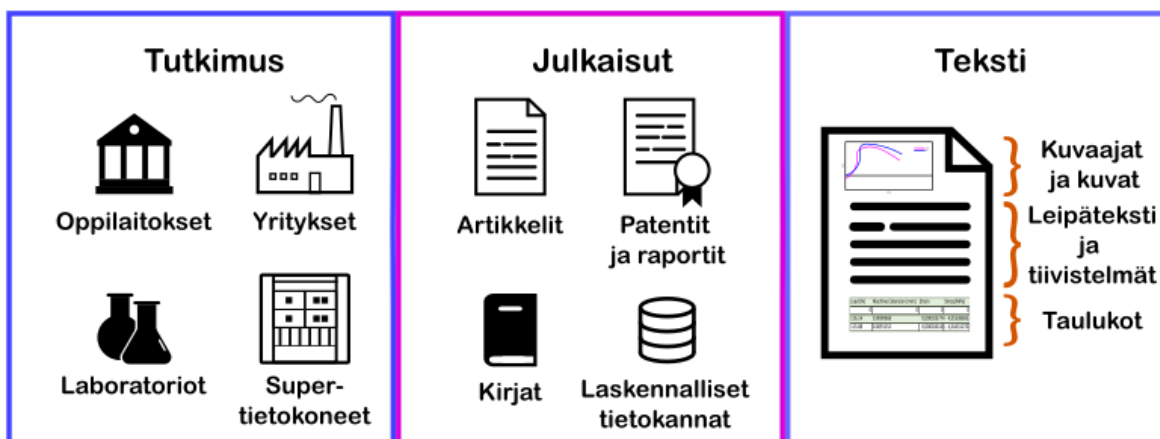 Tutkimus
Oppilaitokset
Yritykset
Laboratoriot
Super-
tietokoneet
Julkaisut
Artikkelit
Patentit
ja raportit
Kirjat
Laskennalliset
tietokannat
Teksti
Kuvaajat
ja kuvat
Leipäteksti
ja
tiivistelmät
Taulukot